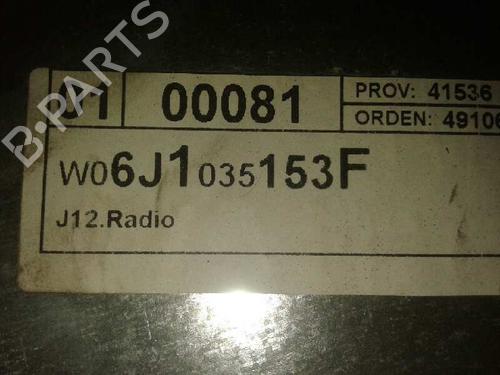 B-PARTS
00081
PROV: 41536
ORDEN: 49106
W06J1035153F
J12.Radio